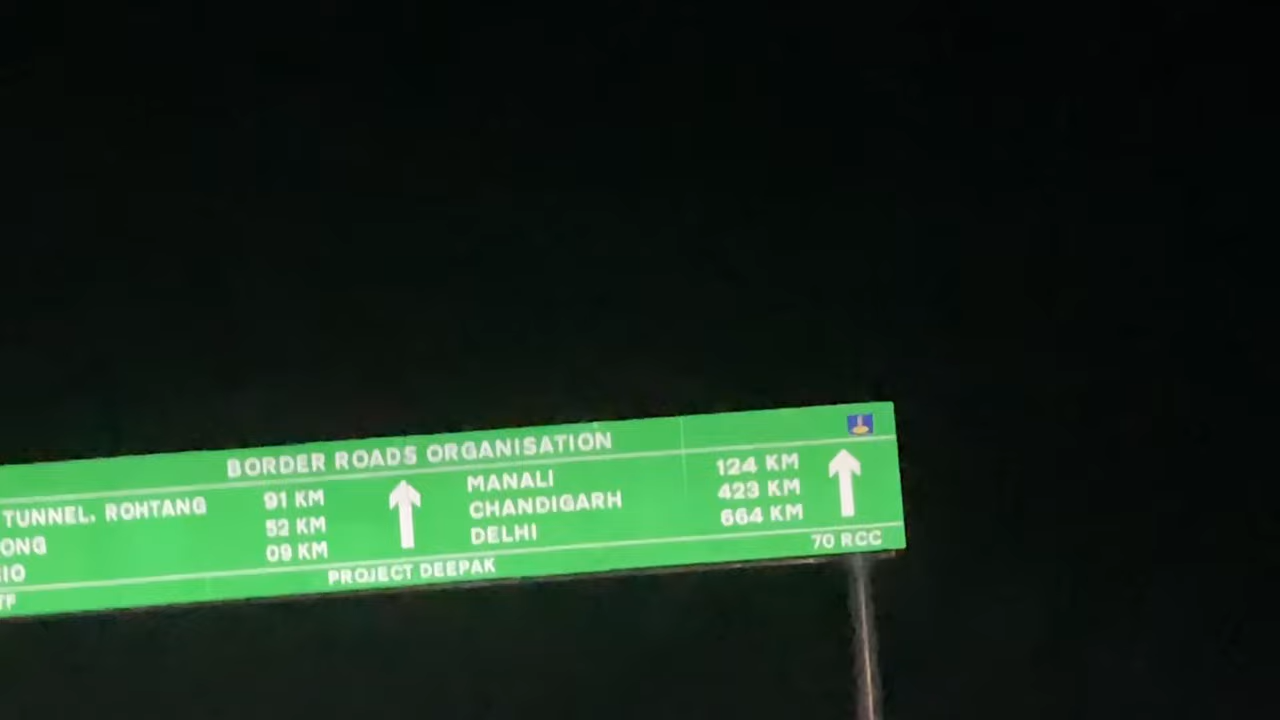 BORDER ROADS ORGANISATION
TUNNEL, ROHTANG 91 KM
ONG 52 KM
IO 09 KM
MANALI 124 KM
CHANDIGARH 423 KM
DELHI 664 KM
TF PROJECT DEEPAK 70 RCC